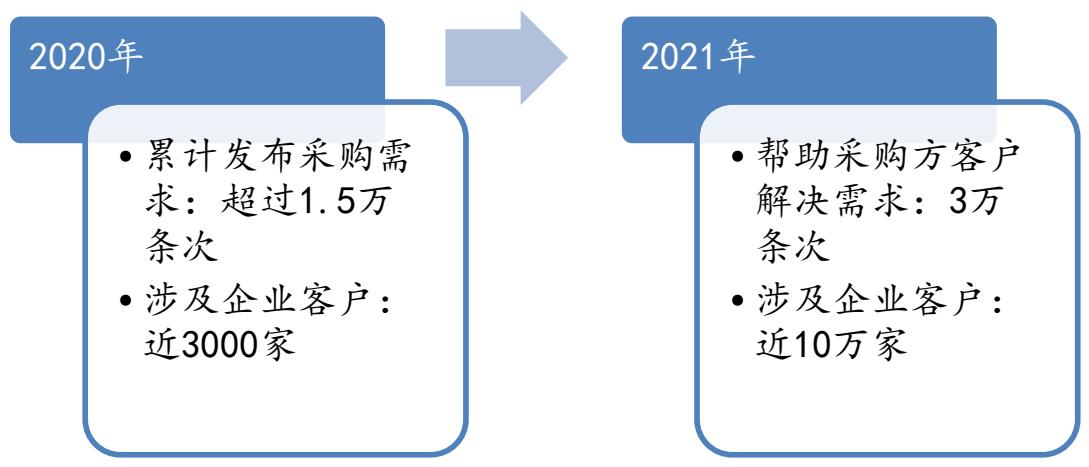 2020年
• 累计发布采购需
求：超过1.5万
条次
• 涉及企业客户：
近3000家
2021年
• 帮助采购方客户
解决需求：3万
条次
• 涉及企业客户：
近10万家